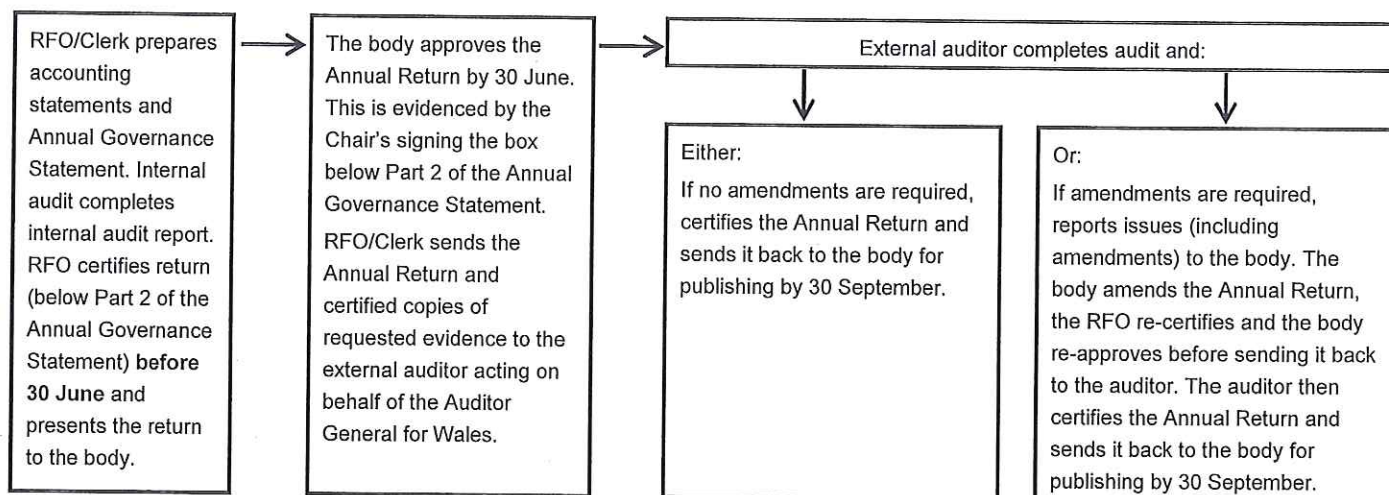 RFO/Clerk prepares
accounting
statements and
Annual Governance
Statement. Internal
audit completes
internal audit report.
RFO certifies return
(below Part 2 of the
Annual Governance
Statement) before
30 June and
presents the return
to the body.
The body approves the
Annual Return by 30 June.
This is evidenced by the
Chair's signing the box
below Part 2 of the Annual
Governance Statement.
RFO/Clerk sends the
Annual Return and
certified copies of
requested evidence to the
external auditor acting on
behalf of the Auditor
General for Wales.
External auditor completes audit and:
Either:
If no amendments are required,
certifies the Annual Return and
sends it back to the body for
publishing by 30 September.
Or:
If amendments are required,
reports issues (including
amendments) to the body. The
body amends the Annual Return,
the RFO re-certifies and the body
re-approves before sending it back
to the auditor. The auditor then
certifies the Annual Return and
sends it back to the body for
publishing by 30 September.